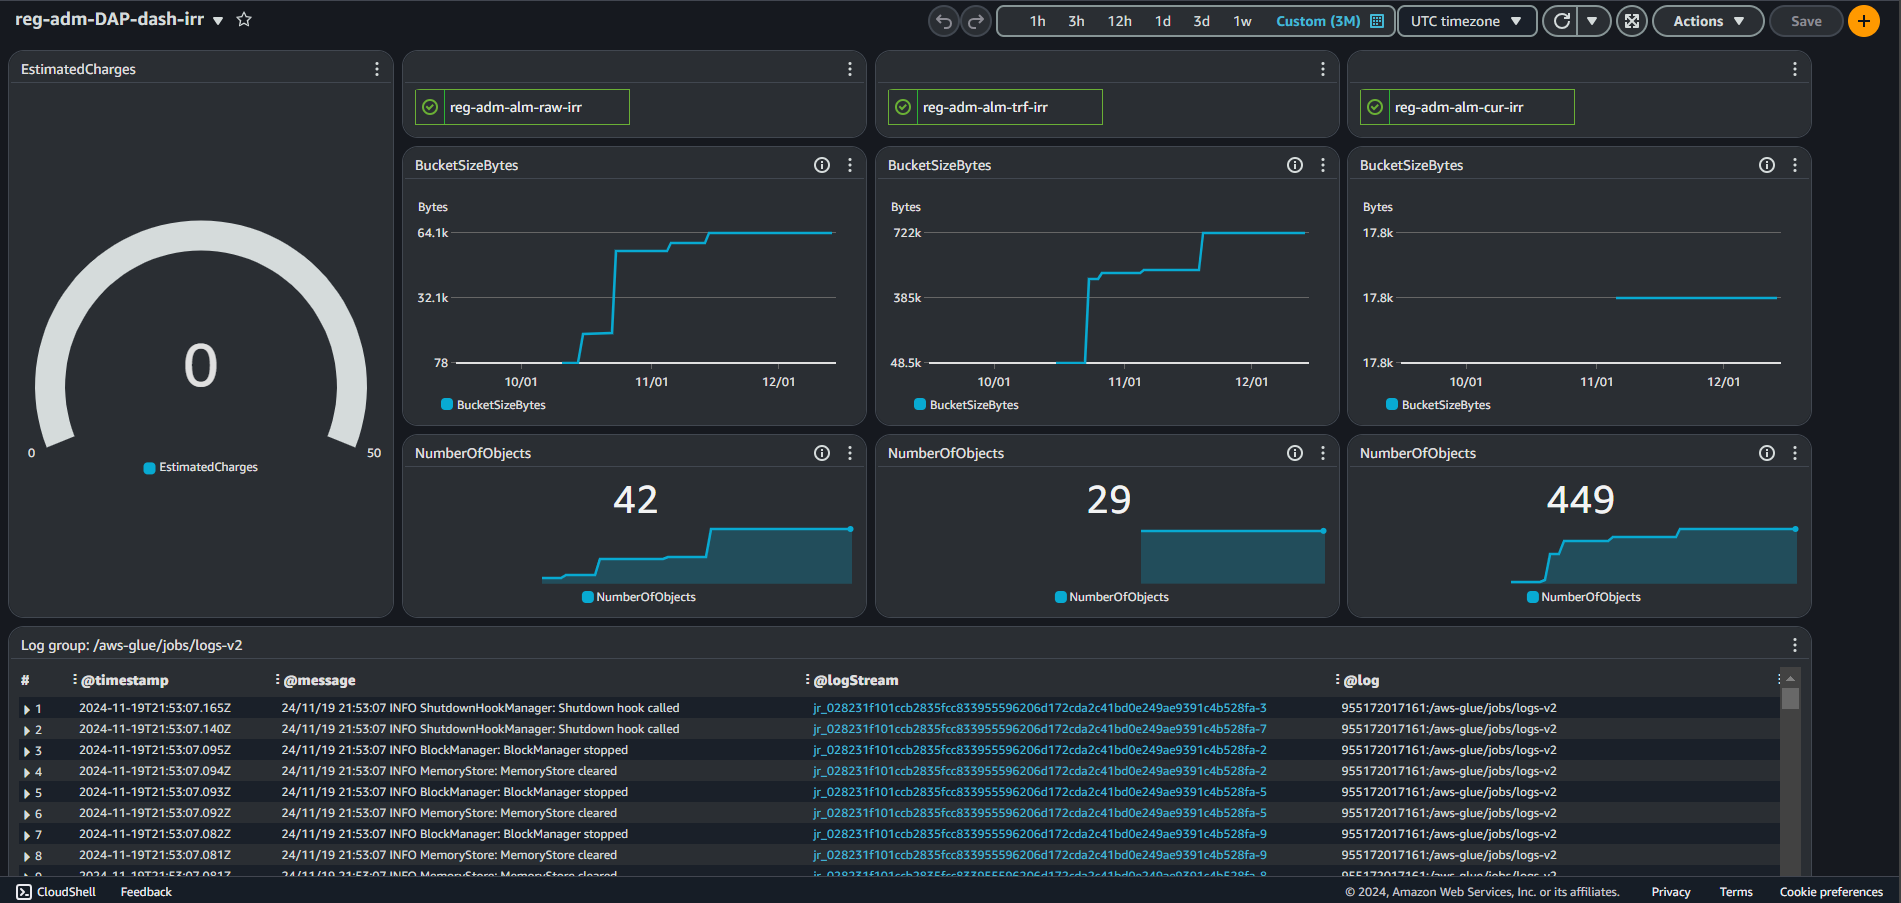 reg-adm-DAP-dash-irr
1h 3h 12h 1d 3d 1w Custom (3M) UTC timezone Actions Save
EstimatedCharges
0
0 50
EstimatedCharges
reg-adm-alm-raw-irr
reg-adm-alm-trf-irr
reg-adm-alm-cur-irr
BucketSizeBytes
Bytes
64.1k
32.1k
78
10/01 11/01 12/01
BucketSizeBytes
BucketSizeBytes
Bytes
722k
385k
48.5k
10/01 11/01 12/01
BucketSizeBytes
BucketSizeBytes
Bytes
17.8k
17.8k
17.8k
10/01 11/01 12/01
BucketSizeBytes
NumberOfObjects
42
NumberOfObjects
NumberOfObjects
29
NumberOfObjects
NumberOfObjects
449
NumberOfObjects
Log group: /aws-glue/jobs/logs-v2
# @timestamp @message @logStream @log
1 2024-11-19T21:53:07.165Z 24/11/19 21:53:07 INFO ShutdownHookManager: Shutdown hook called jr_028231f101ccb2835fcc833955596206d172cda2c41bd0e249ae9391c4b528fa-3 955172017161:/aws-glue/jobs/logs-v2
2 2024-11-19T21:53:07.140Z 24/11/19 21:53:07 INFO ShutdownHookManager: Shutdown hook called jr_028231f101ccb2835fcc833955596206d172cda2c41bd0e249ae9391c4b528fa-7 955172017161:/aws-glue/jobs/logs-v2
3 2024-11-19T21:53:07.095Z 24/11/19 21:53:07 INFO BlockManager: BlockManager stopped jr_028231f101ccb2835fcc833955596206d172cda2c41bd0e249ae9391c4b528fa-2 955172017161:/aws-glue/jobs/logs-v2
4 2024-11-19T21:53:07.094Z 24/11/19 21:53:07 INFO MemoryStore: MemoryStore cleared jr_028231f101ccb2835fcc833955596206d172cda2c41bd0e249ae9391c4b528fa-2 955172017161:/aws-glue/jobs/logs-v2
5 2024-11-19T21:53:07.093Z 24/11/19 21:53:07 INFO BlockManager: BlockManager stopped jr_028231f101ccb2835fcc833955596206d172cda2c41bd0e249ae9391c4b528fa-5 955172017161:/aws-glue/jobs/logs-v2
6 2024-11-19T21:53:07.092Z 24/11/19 21:53:07 INFO MemoryStore: MemoryStore cleared jr_028231f101ccb2835fcc833955596206d172cda2c41bd0e249ae9391c4b528fa-5 955172017161:/aws-glue/jobs/logs-v2
7 2024-11-19T21:53:07.082Z 24/11/19 21:53:07 INFO BlockManager: BlockManager stopped jr_028231f101ccb2835fcc833955596206d172cda2c41bd0e249ae9391c4b528fa-9 955172017161:/aws-glue/jobs/logs-v2
8 2024-11-19T21:53:07.081Z 24/11/19 21:53:07 INFO MemoryStore: MemoryStore cleared jr_028231f101ccb2835fcc833955596206d172cda2c41bd0e249ae9391c4b528fa-9 955172017161:/aws-glue/jobs/logs-v2
CloudShell Feedback © 2024, Amazon Web Services, Inc. or its affiliates. Privacy Terms Cookie preferences